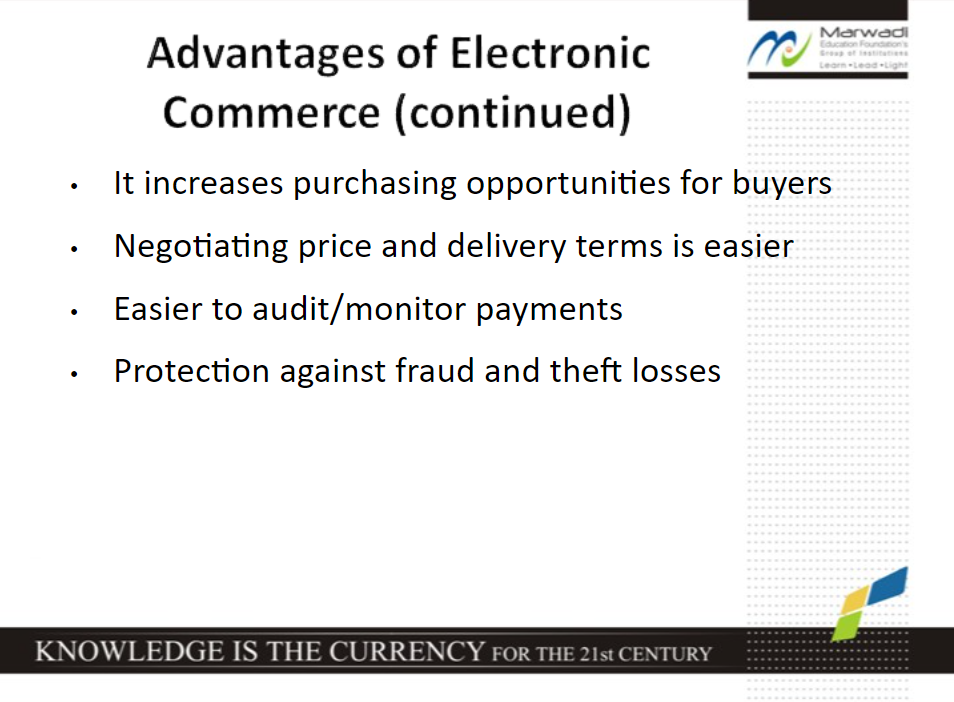 Advantages of Electronic
Commerce (continued)
Marwadi
Education Foundation's
Group of Institutions
Learn • Lead • Light
• It increases purchasing opportunities for buyers
• Negotiating price and delivery terms is easier
• Easier to audit/monitor payments
• Protection against fraud and theft losses
KNOWLEDGE IS THE CURRENCY FOR THE 21st CENTURY